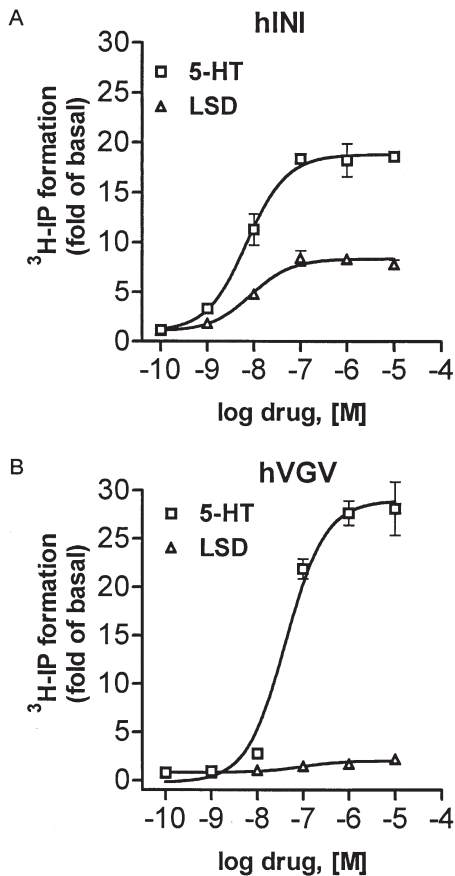 A
hINI
30
25
20
15
10
5
0
5-HT
LSD
³H-IP formation
(fold of basal)
-10 -9 -8 -7 -6 -5 -4
log drug, [M]
B
hVGV
30
25
20
15
10
5
0
5-HT
LSD
³H-IP formation
(fold of basal)
-10 -9 -8 -7 -6 -5 -4
log drug, [M]